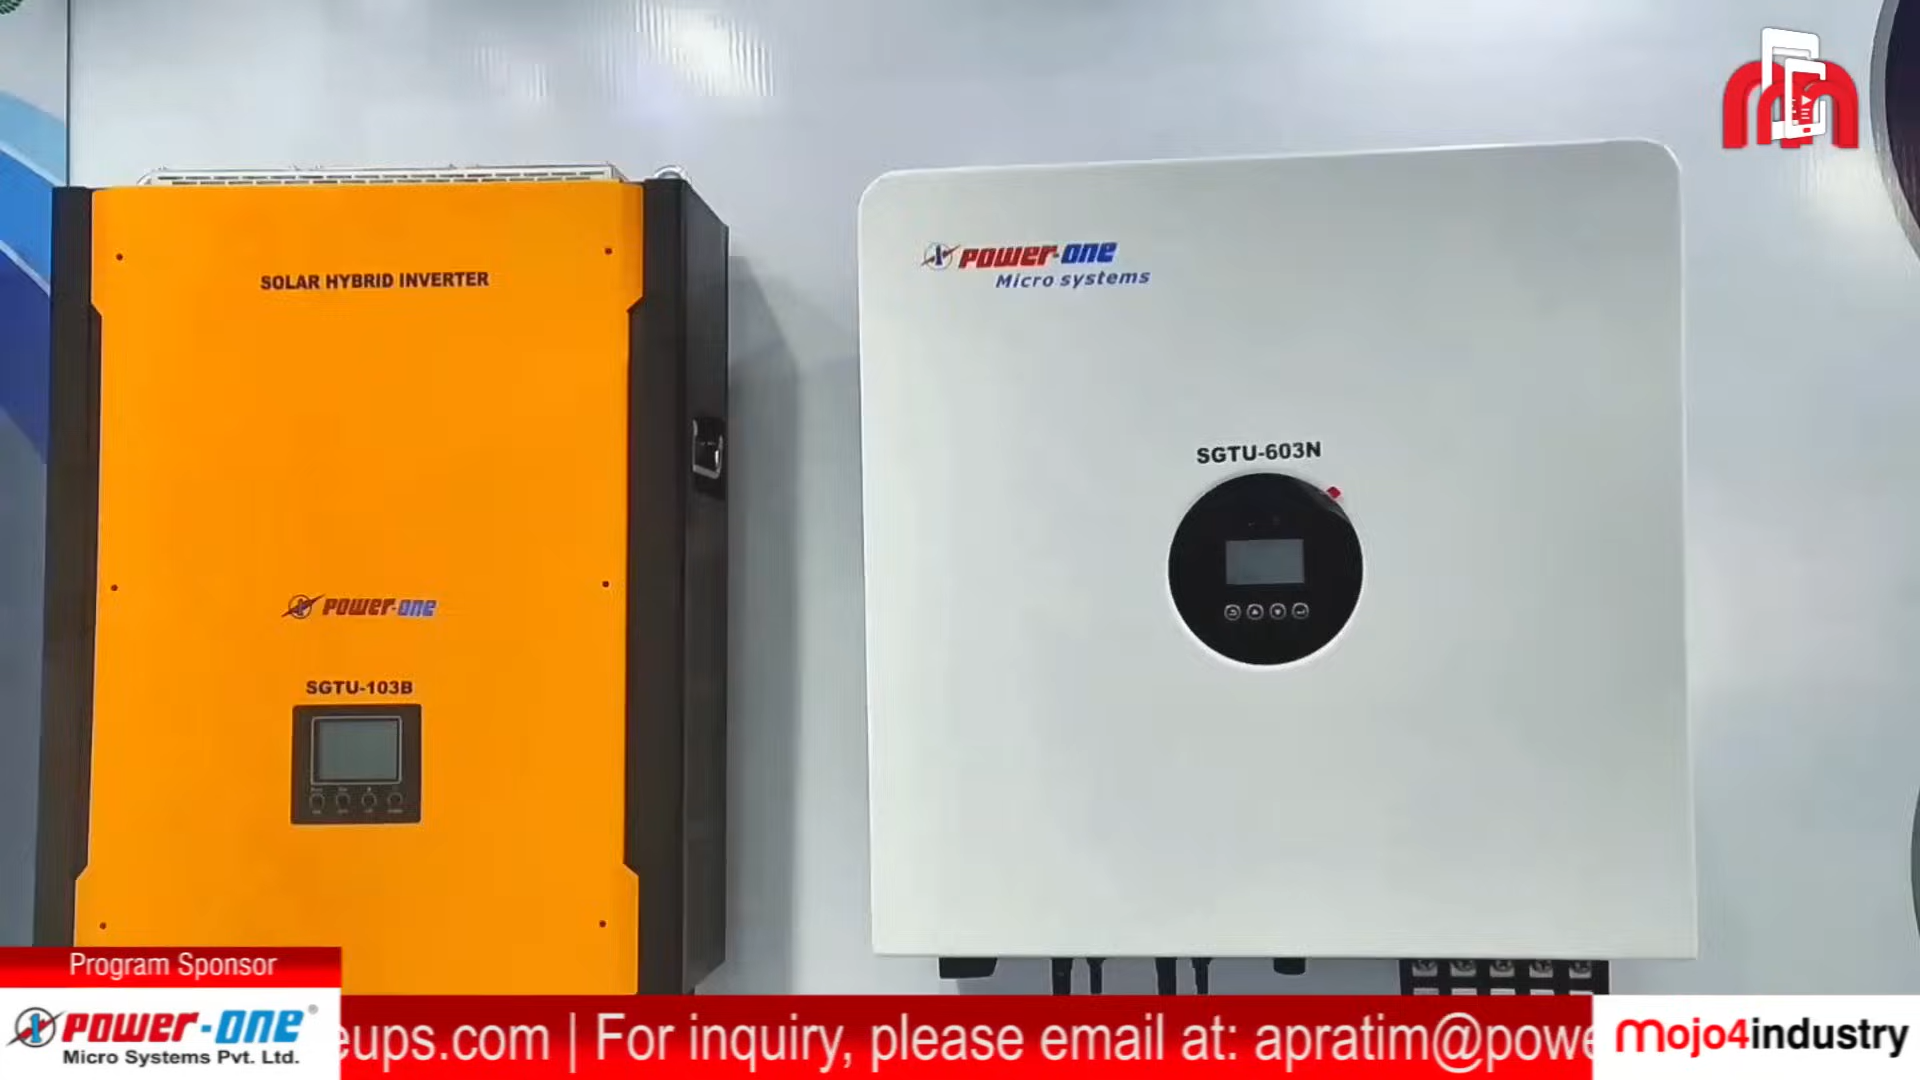 SOLAR HYBRID INVERTER
POWER-ONE
SGTU-103B
POWER-ONE
Micro systems
SGTU-603N
Program Sponsor
POWER-ONE®
Micro Systems Pvt. Ltd.
eups.com | For inquiry, please email at: apratim@powe
mojo4industry